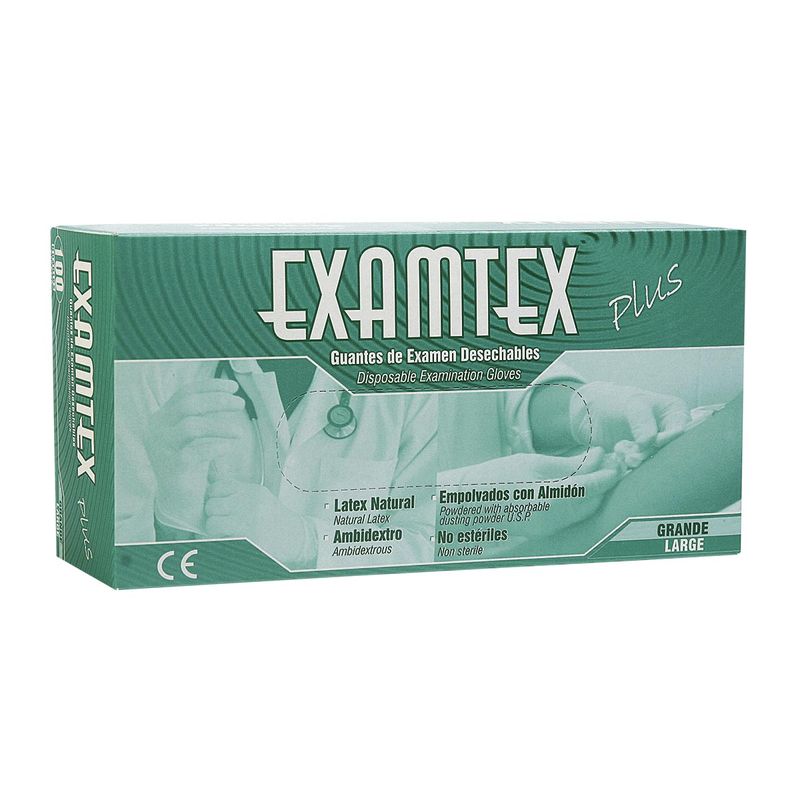 EXAMTEX
Plus
Guantes de Examen Desechables
Disposable Examination Gloves
Latex Natural
Natural Latex
Ambidextro
Ambidextrous
Empolvados con Almidón
Powdered with absorbable
dusting powder U.S.P.
No estériles
Non sterile
GRANDE
LARGE
CE
100
EXAMTEX
Plus